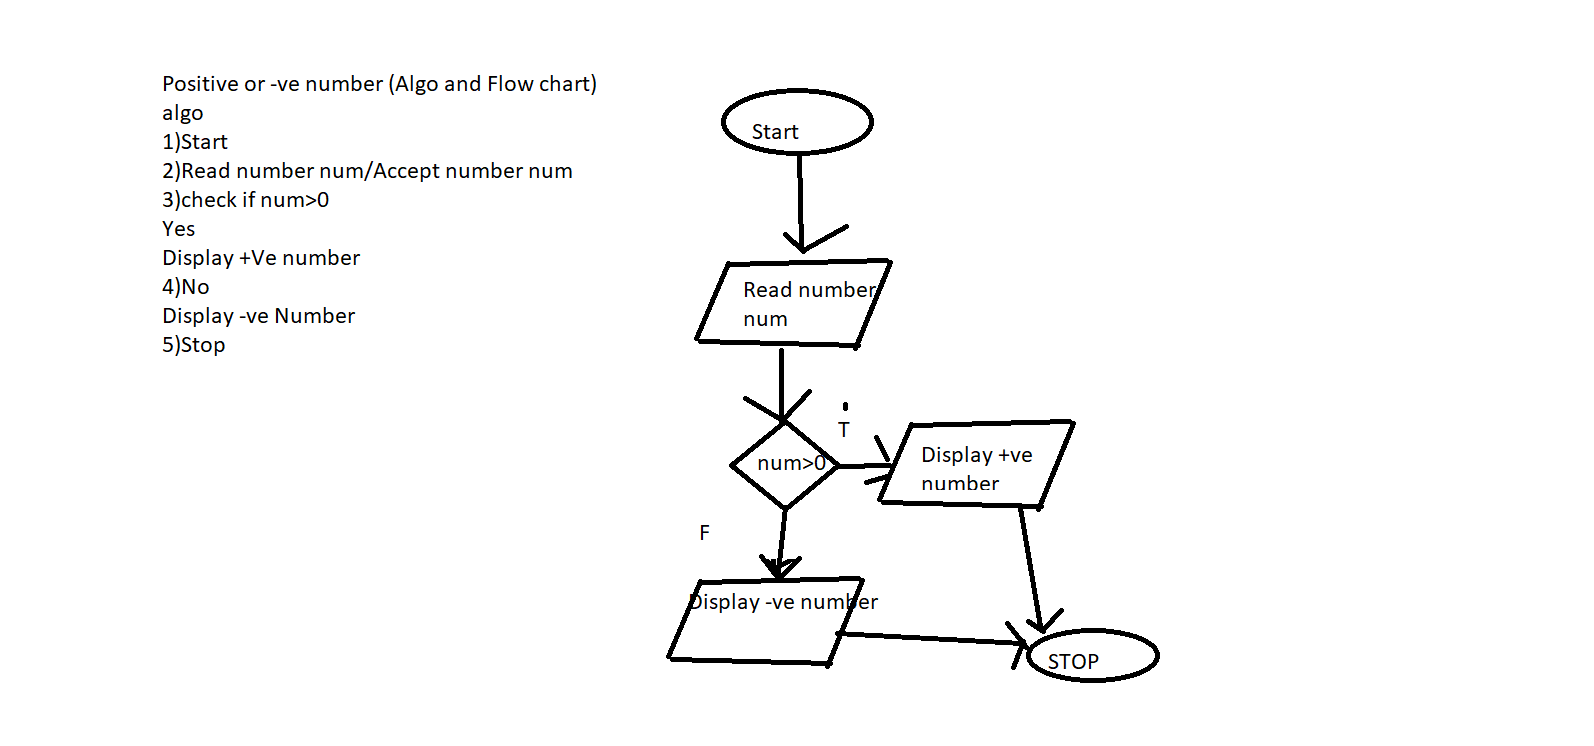 Positive or -ve number (Algo and Flow chart)
algo
1)Start
2)Read number num/Accept number num
3)check if num>0
Yes
Display +Ve number
4)No
Display -ve Number
5)Stop
Start
Read number
num
T
num>0
Display +ve
number
F
Display -ve number
STOP